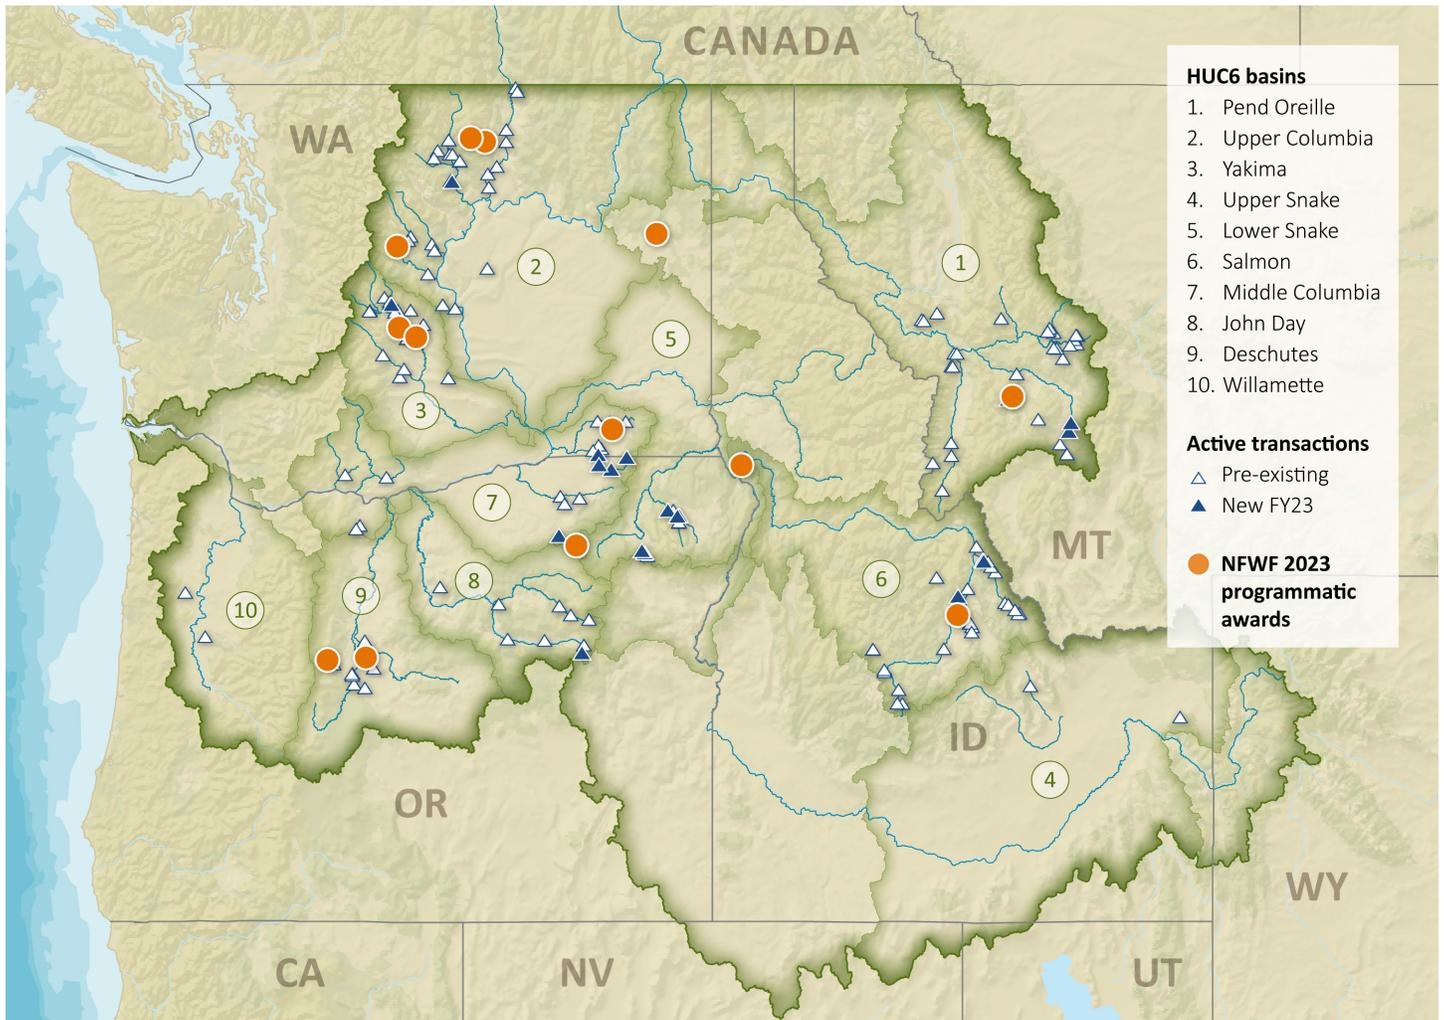 CANADA
WA
HUC6 basins
1. Pend Oreille
2. Upper Columbia
3. Yakima
4. Upper Snake
5. Lower Snake
6. Salmon
7. Middle Columbia
8. John Day
9. Deschutes
10. Willamette
Active transactions
Pre-existing
New FY23
NFWF 2023
programmatic
awards
1
2
5
3
7
MT
6
8
9
10
ID
4
OR
WY
CA
NV
UT